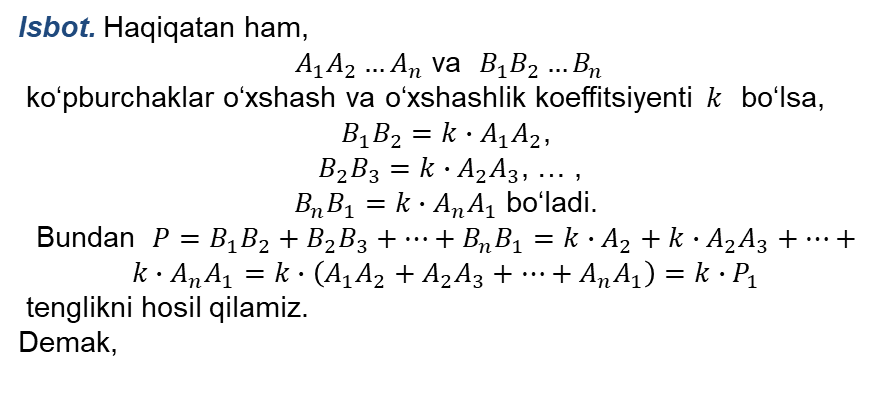 Isbot. Haqiqatan ham,
A₁A₂ … Aₙ va B₁B₂ … Bₙ
ko‘pburchaklar o‘xshash va o‘xshashlik koeffitsiyenti k bo‘lsa,
B₁B₂ = k · A₁A₂,
B₂B₃ = k · A₂A₃, … ,
BₙB₁ = k · AₙA₁ bo‘ladi.
Bundan P = B₁B₂ + B₂B₃ + ⋯ + BₙB₁ = k · A₂ + k · A₂A₃ + ⋯ +
k · AₙA₁ = k · (A₁A₂ + A₂A₃ + ⋯ + AₙA₁) = k · P₁
tenglikni hosil qilamiz.
Demak,